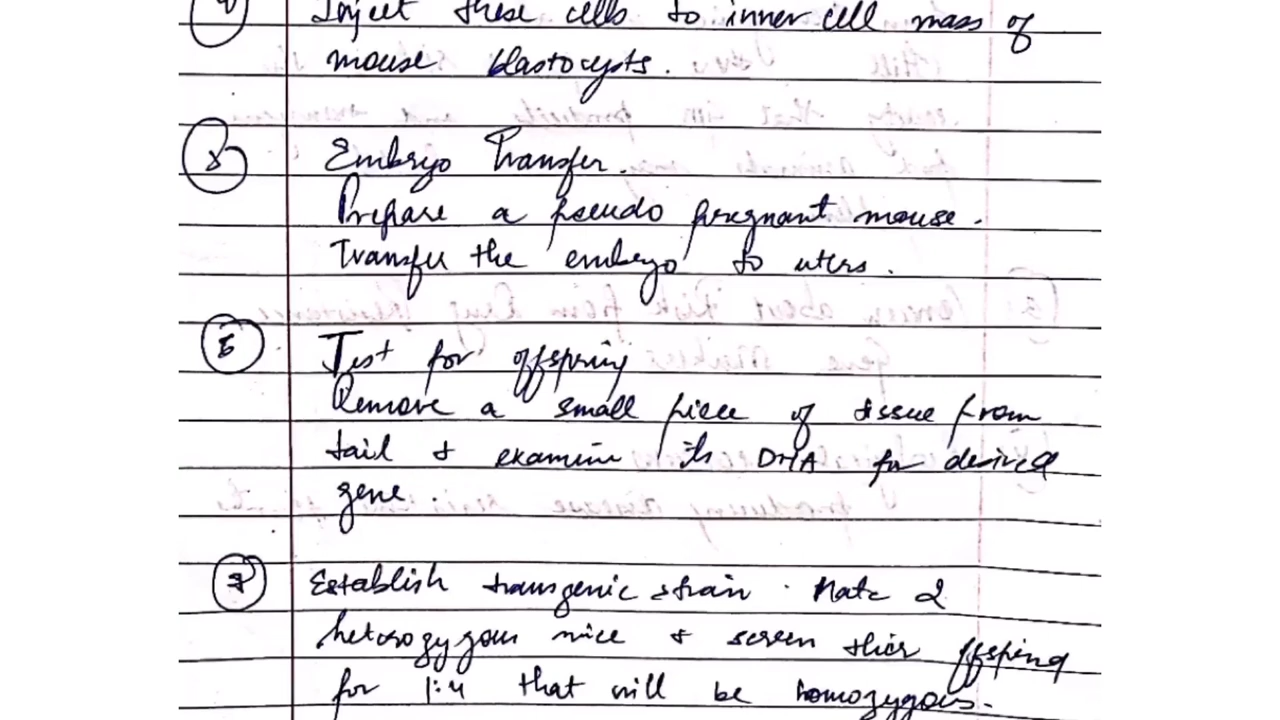 ④ Inject these cells to inner cell mass of
mouse blastocysts.
Embryo Transfer.
Prepare a pseudo pregnant mouse.
Transfer the embryo to uters.
Test for offspring
Remove a small piece of tissue from
tail & examine its DNA for desired
gene.
Establish transgenic strain. Mate 2
heterozygous mice & screen thier offspring
for 1:4 that will be homozygous.